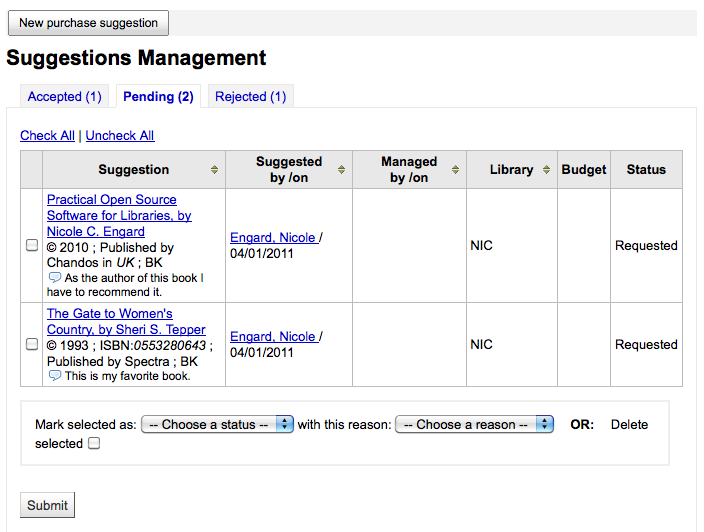 New purchase suggestion
Suggestions Management
Accepted (1) Pending (2) Rejected (1)
Check All | Uncheck All
Suggestion Suggested by /on Managed by /on Library Budget Status
Practical Open Source
Software for Libraries, by
Nicole C. Engard
© 2010 ; Published by
Chandos in UK ; BK
As the author of this book I
have to recommend it.
Engard, Nicole /
04/01/2011
NIC
Requested
The Gate to Women's
Country, by Sheri S. Tepper
© 1993 ; ISBN:0553280643 ;
Published by Spectra ; BK
This is my favorite book.
Engard, Nicole /
04/01/2011
NIC
Requested
Mark selected as: -- Choose a status -- with this reason: -- Choose a reason -- OR: Delete
selected
Submit